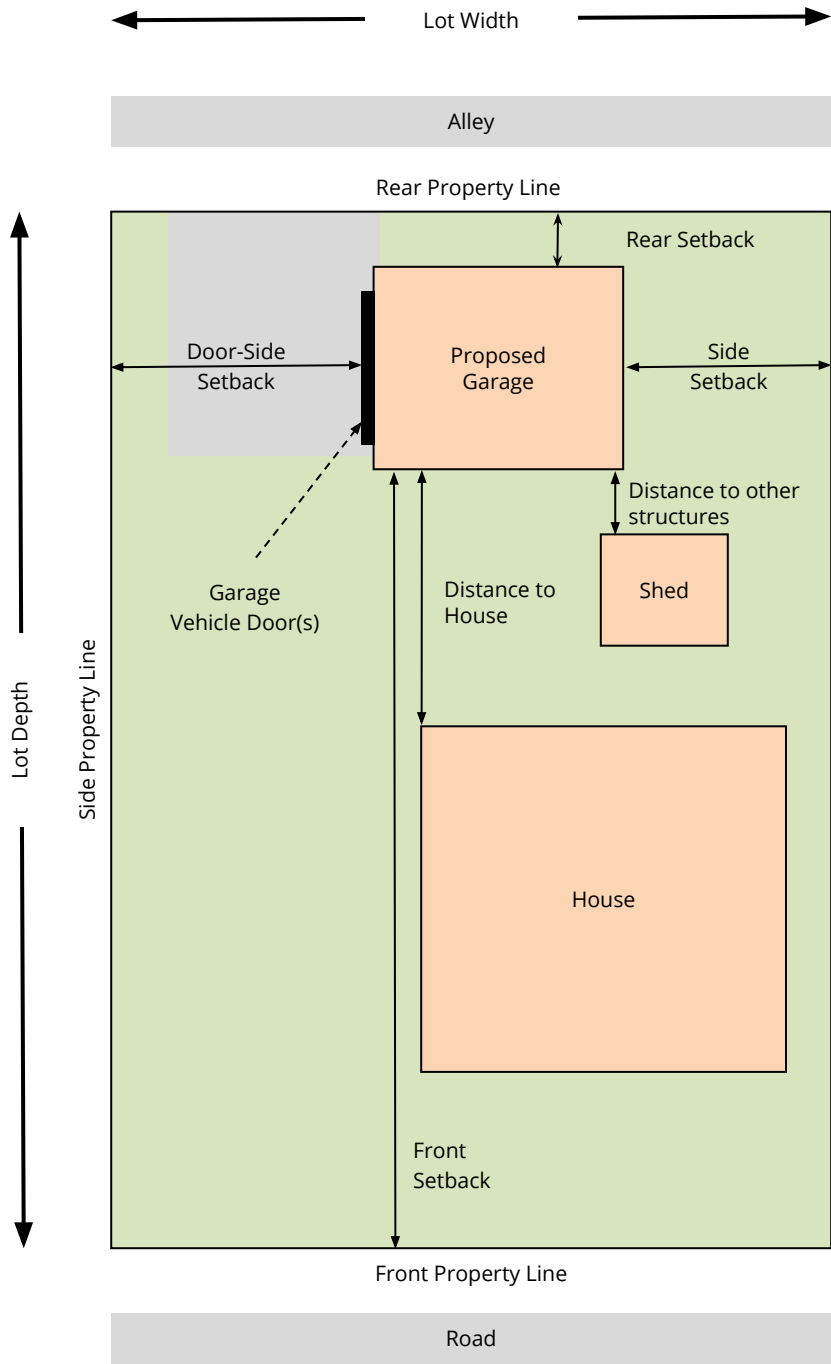 Lot Width
Alley
Rear Property Line
Rear Setback
Door-Side
Setback
Proposed
Garage
Side
Setback
Distance to other
structures
Garage
Vehicle Door(s)
Distance to
House
Shed
Lot Depth
Side Property Line
House
Front
Setback
Front Property Line
Road